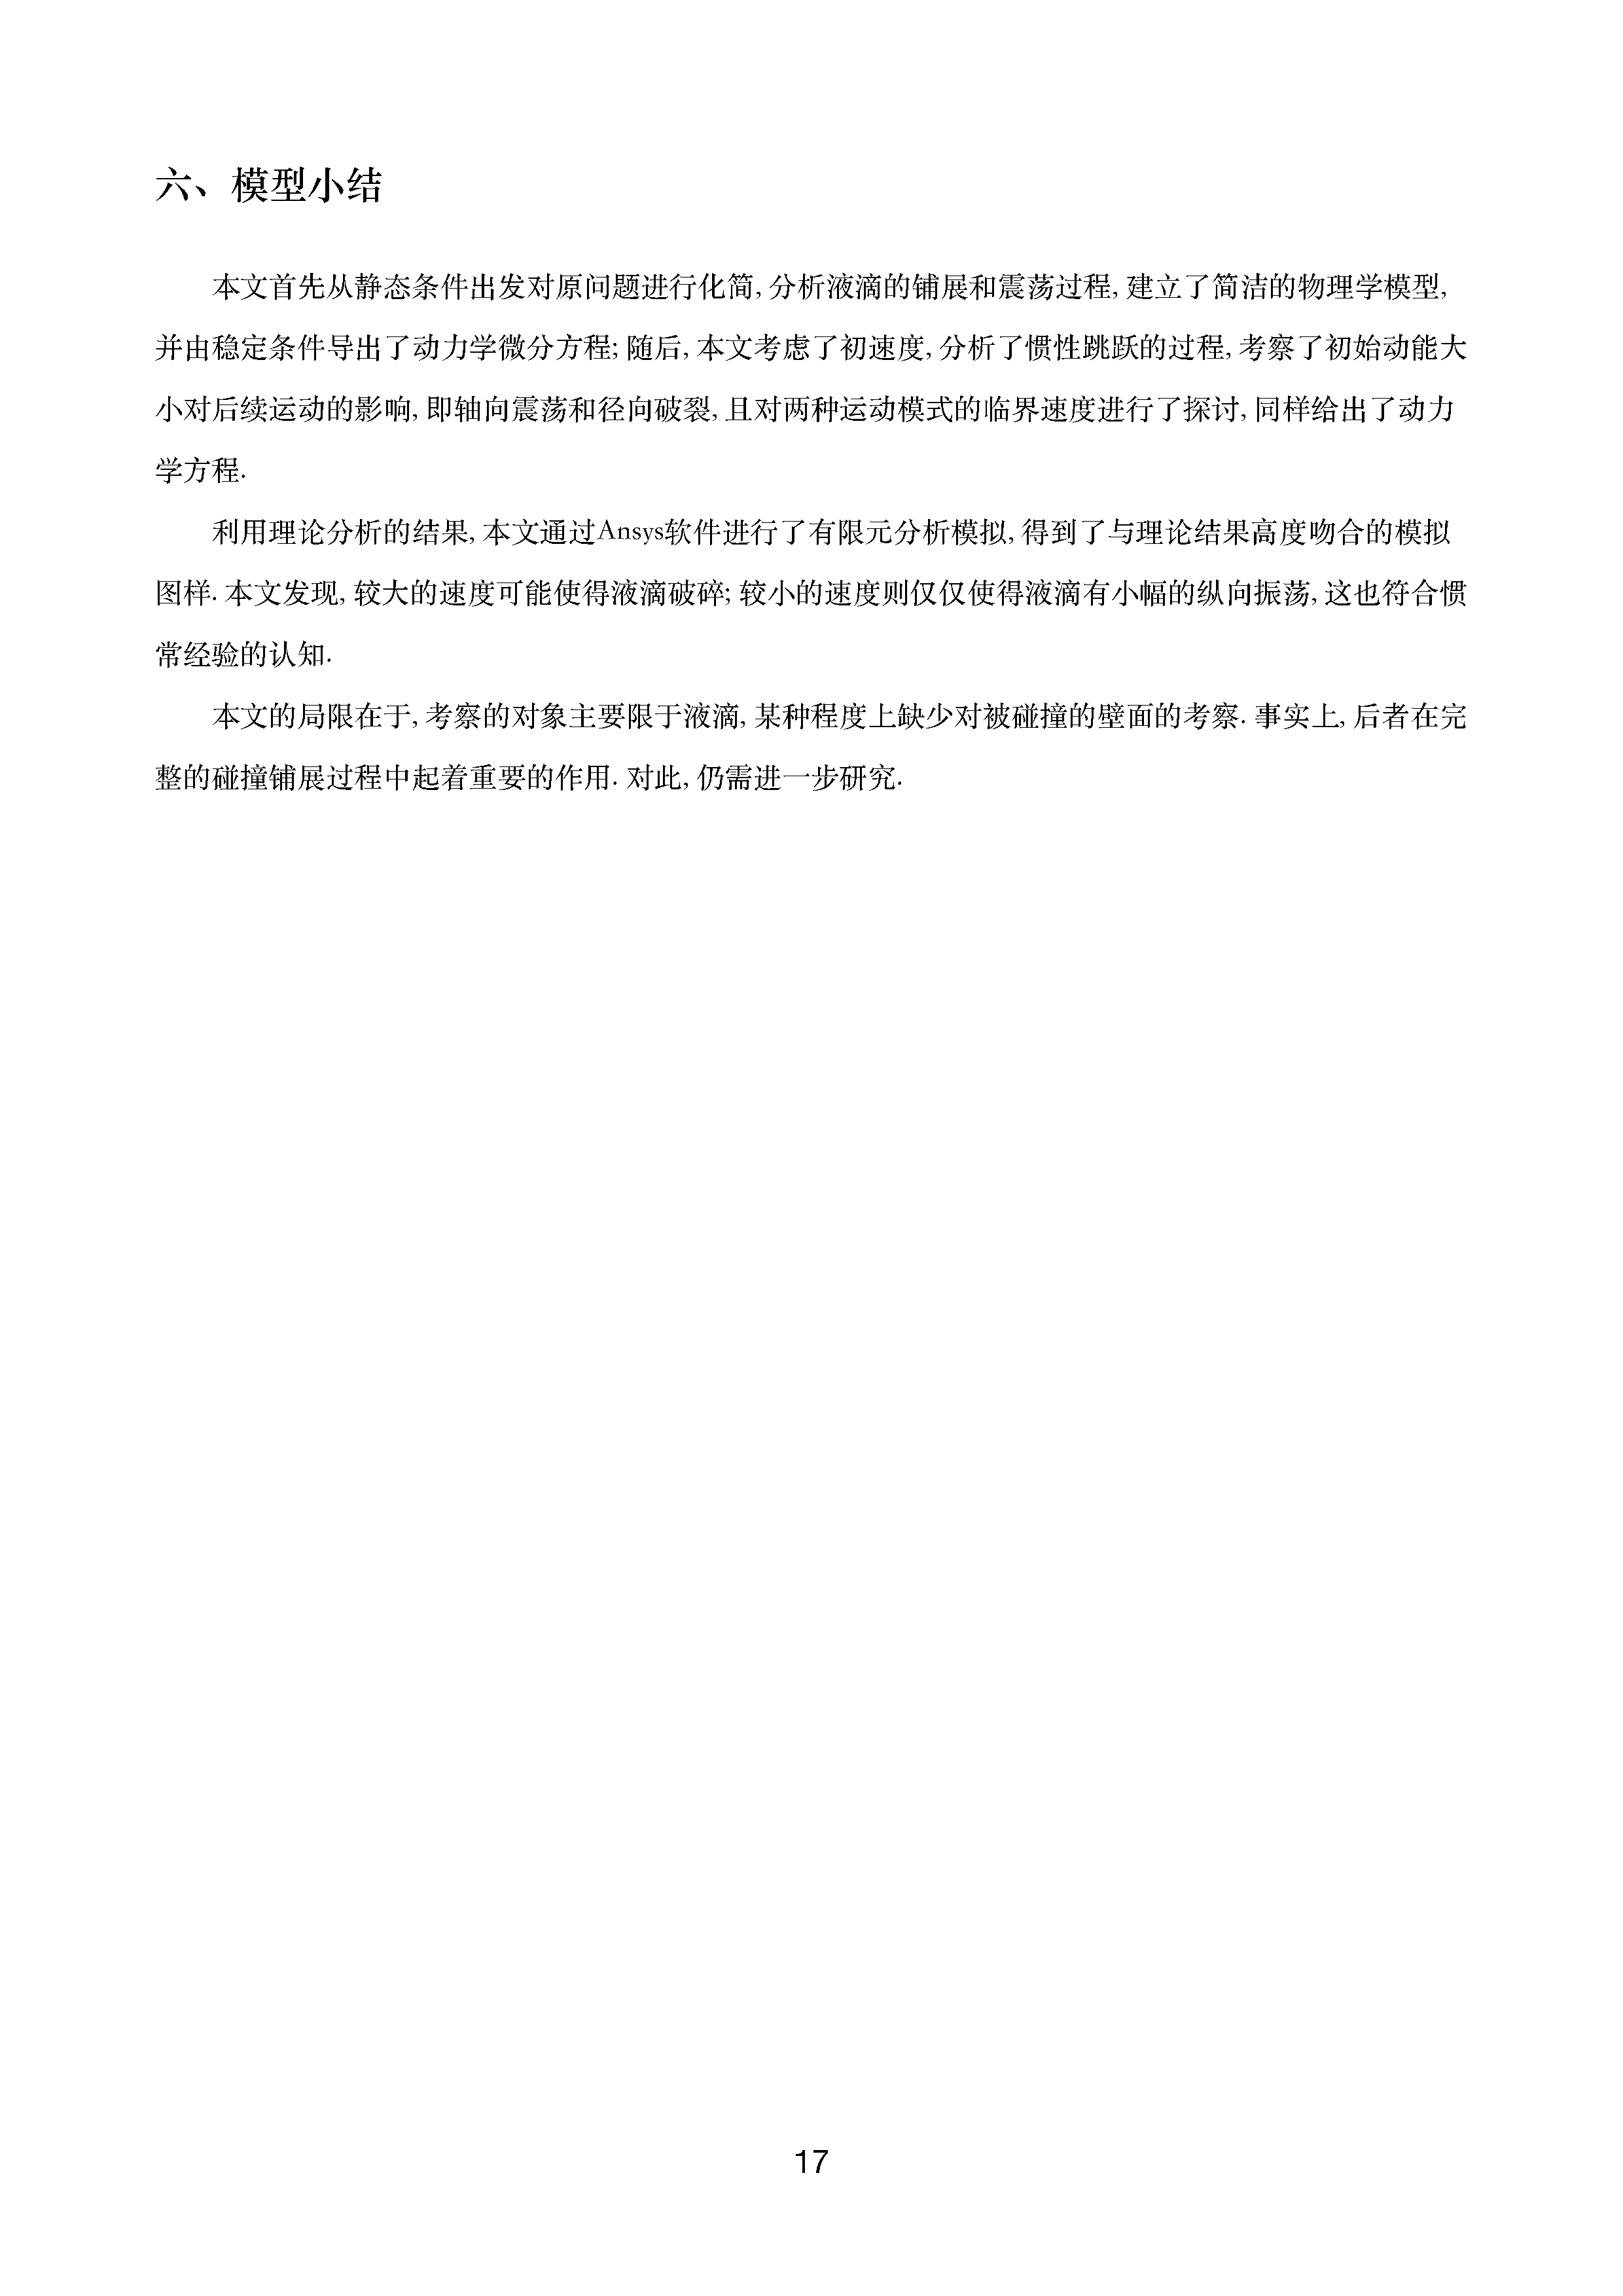 六、模型小结
本文首先从静态条件出发对原问题进行化简, 分析液滴的铺展和震荡过程, 建立了简洁的物理学模型,
并由稳定条件导出了动力学微分方程; 随后, 本文考虑了初速度, 分析了惯性跳跃的过程, 考察了初始动能大
小对后续运动的影响, 即轴向震荡和径向破裂, 且对两种运动模式的临界速度进行了探讨, 同样给出了动力
学方程.
利用理论分析的结果, 本文通过Ansys软件进行了有限元分析模拟, 得到了与理论结果高度吻合的模拟
图样. 本文发现, 较大的速度可能使得液滴破碎; 较小的速度则仅仅使得液滴有小幅的纵向振荡, 这也符合惯
常经验的认知.
本文的局限在于, 考察的对象主要限于液滴, 某种程度上缺少对被碰撞的壁面的考察. 事实上, 后者在完
整的碰撞铺展过程中起着重要的作用. 对此, 仍需进一步研究.
17